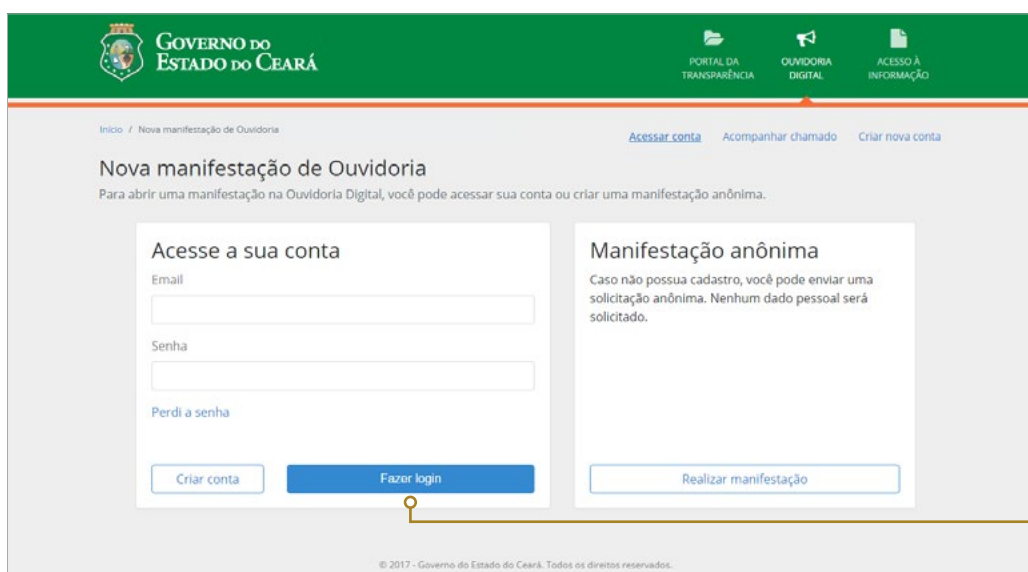 GOVERNO DO
ESTADO DO CEARÁ
PORTAL DA
TRANSPARÊNCIA
OUVIDORIA
DIGITAL
ACESSO À
INFORMAÇÃO
Início / Nova manifestação de Ouvidoria
Acessar conta Acompanhar chamado Criar nova conta
Nova manifestação de Ouvidoria
Para abrir uma manifestação na Ouvidoria Digital, você pode acessar sua conta ou criar uma manifestação anônima.
Acesse a sua conta
Email
Senha
Perdi a senha
Criar conta
Fazer login
Manifestação anônima
Caso não possua cadastro, você pode enviar uma
solicitação anônima. Nenhum dado pessoal será
solicitado.
Realizar manifestação
© 2017 - Governo do Estado do Ceará. Todos os direitos reservados.